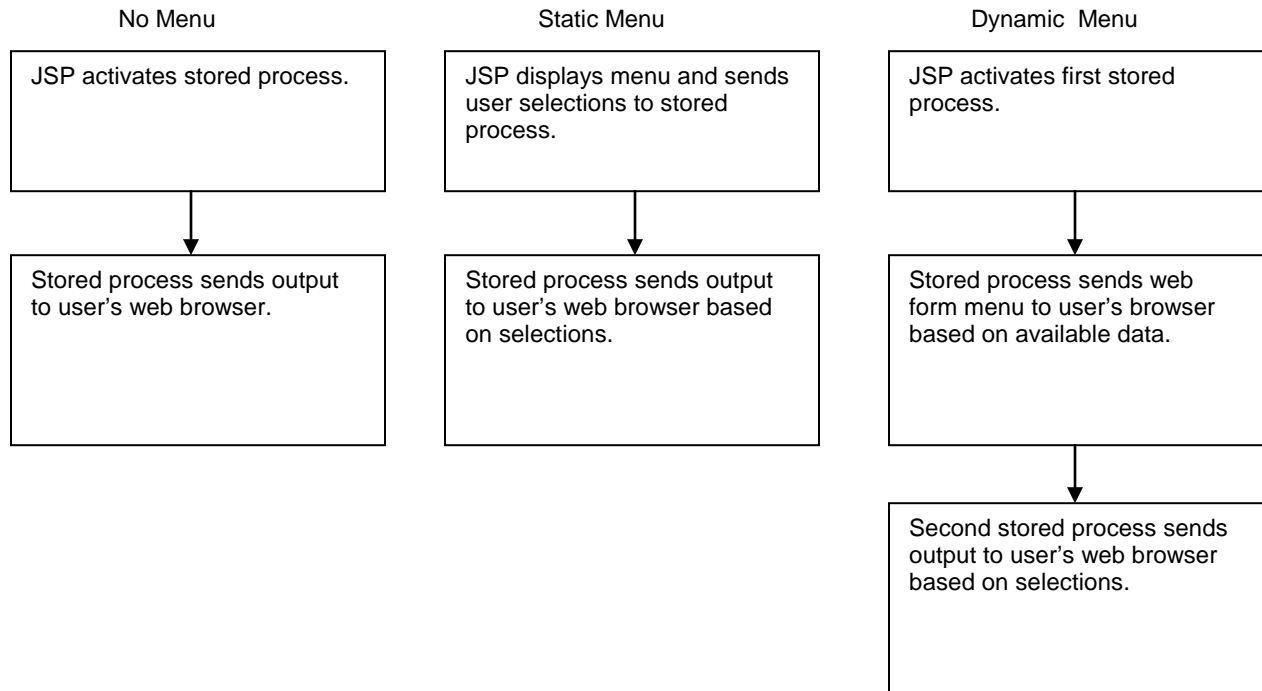 No Menu
Static Menu
Dynamic  Menu
JSP activates stored process.
JSP displays menu and sends
user selections to stored
process.
JSP activates first stored
process.
Stored process sends output
to user’s web browser.
Stored process sends output
to user’s web browser based
on selections.
Stored process sends web
form menu to user’s browser
based on available data.
Second stored process sends
output to user’s web browser
based on selections.